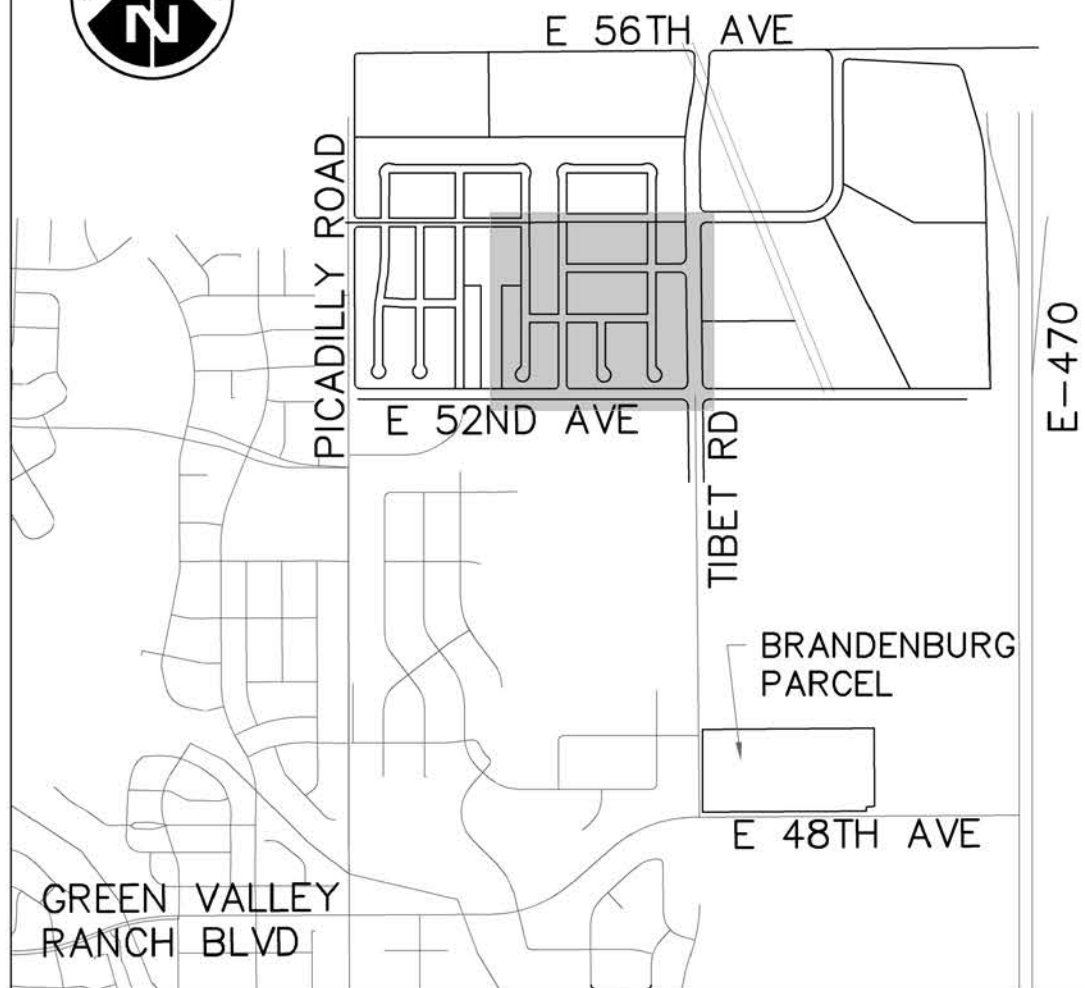 N
E 56TH AVE
PICADILLY ROAD
E-470
E 52ND AVE
TIBET RD
BRANDENBURG
PARCEL
E 48TH AVE
GREEN VALLEY
RANCH BLVD